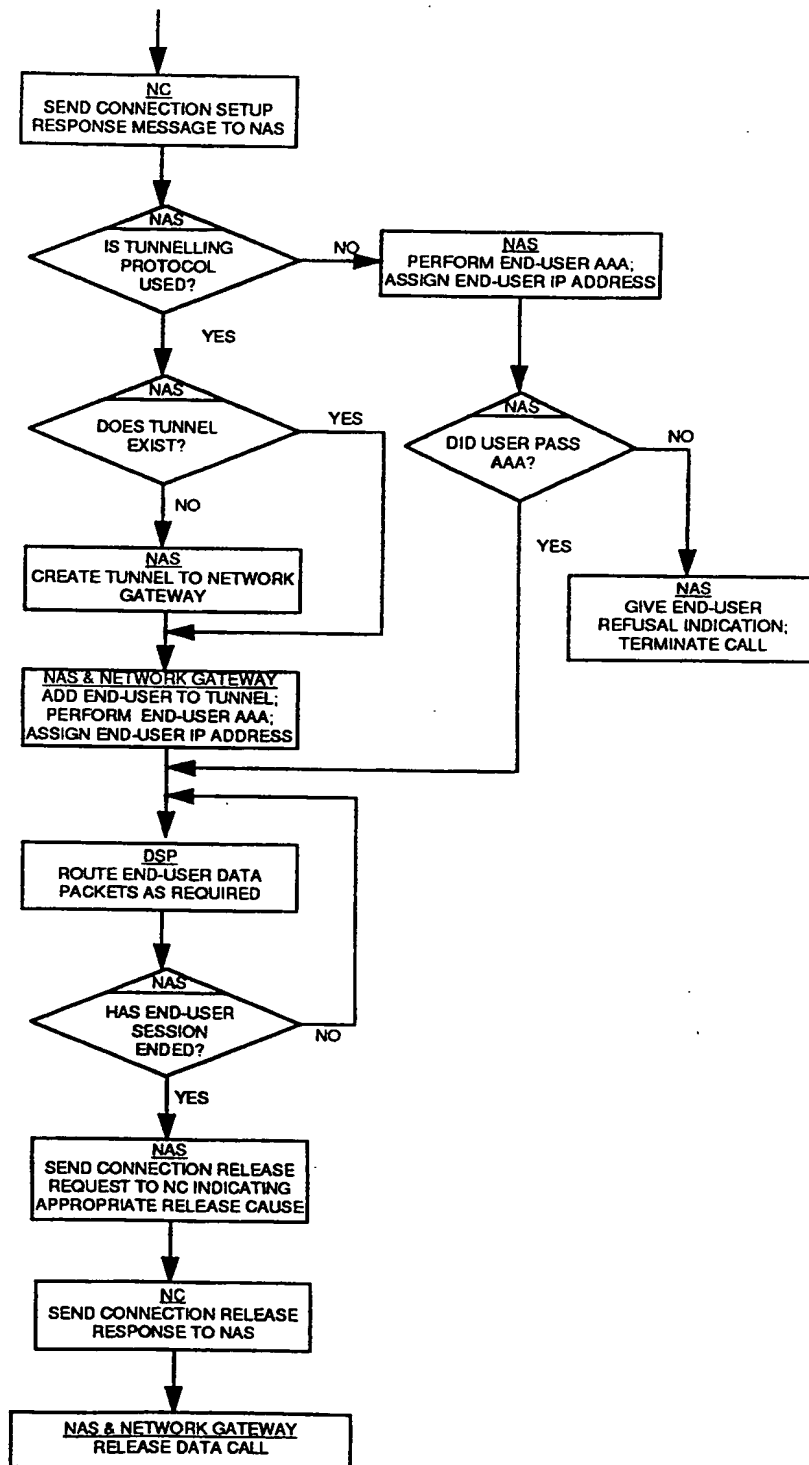 NC
SEND CONNECTION SETUP
RESPONSE MESSAGE TO NAS
NAS
IS TUNNELLING
PROTOCOL
USED?
NO
NAS
PERFORM END-USER AAA;
ASSIGN END-USER IP ADDRESS
YES
NAS
DOES TUNNEL
EXIST?
YES
NAS
DID USER PASS
AAA?
NO
NO
YES
NAS
CREATE TUNNEL TO NETWORK
GATEWAY
NAS
GIVE END-USER
REFUSAL INDICATION;
TERMINATE CALL
NAS & NETWORK GATEWAY
ADD END-USER TO TUNNEL;
PERFORM END-USER AAA;
ASSIGN END-USER IP ADDRESS
DSP
ROUTE END-USER DATA
PACKETS AS REQUIRED
NAS
HAS END-USER
SESSION
ENDED?
NO
YES
NAS
SEND CONNECTION RELEASE
REQUEST TO NC INDICATING
APPROPRIATE RELEASE CAUSE
NC
SEND CONNECTION RELEASE
RESPONSE TO NAS
NAS & NETWORK GATEWAY
RELEASE DATA CALL